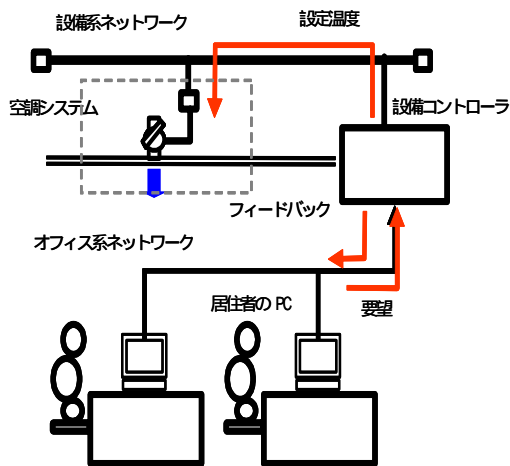 設備系ネットワーク
設定温度
空調システム
設備コントローラ
フィードバック
オフィス系ネットワーク
居住者の PC
要望